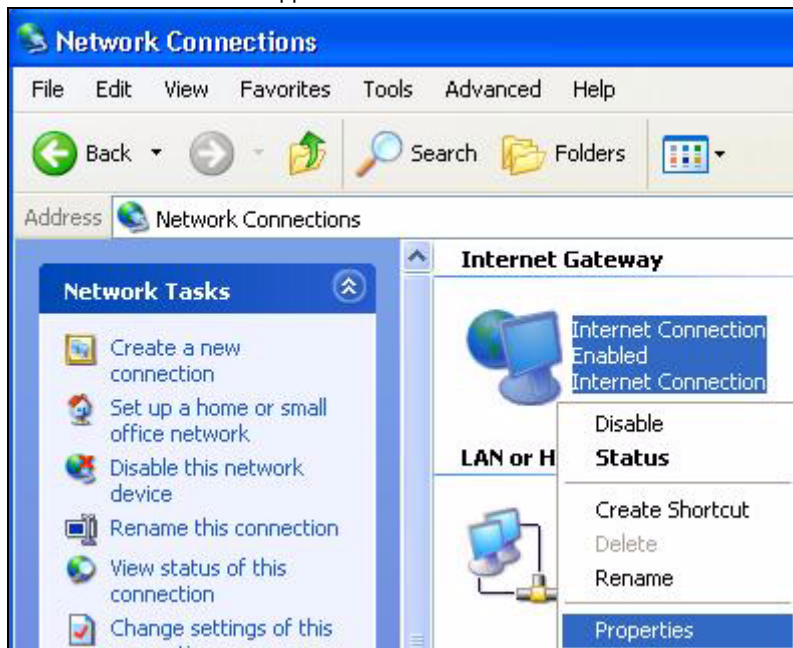 Network Connections
File Edit View Favorites Tools Advanced Help
Back Search Folders
Address Network Connections
Network Tasks
Create a new
connection
Set up a home or small
office network
Disable this network
device
Rename this connection
View status of this
connection
Change settings of this
Internet Gateway
Internet Connection
Enabled
Internet Connection
LAN or H
Disable
Status
Create Shortcut
Delete
Rename
Properties